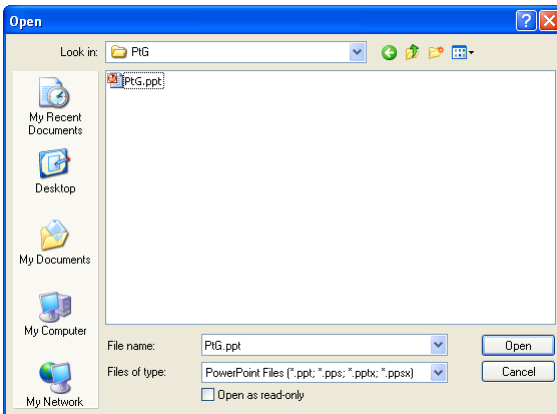 Open
Look in:
PtG
PtG.ppt
My Recent
Documents
Desktop
My Documents
My Computer
My Network
File name:
PtG.ppt
Open
Files of type:
PowerPoint Files (*.ppt; *.pps; *.pptx; *.ppsx)
Cancel
Open as read-only